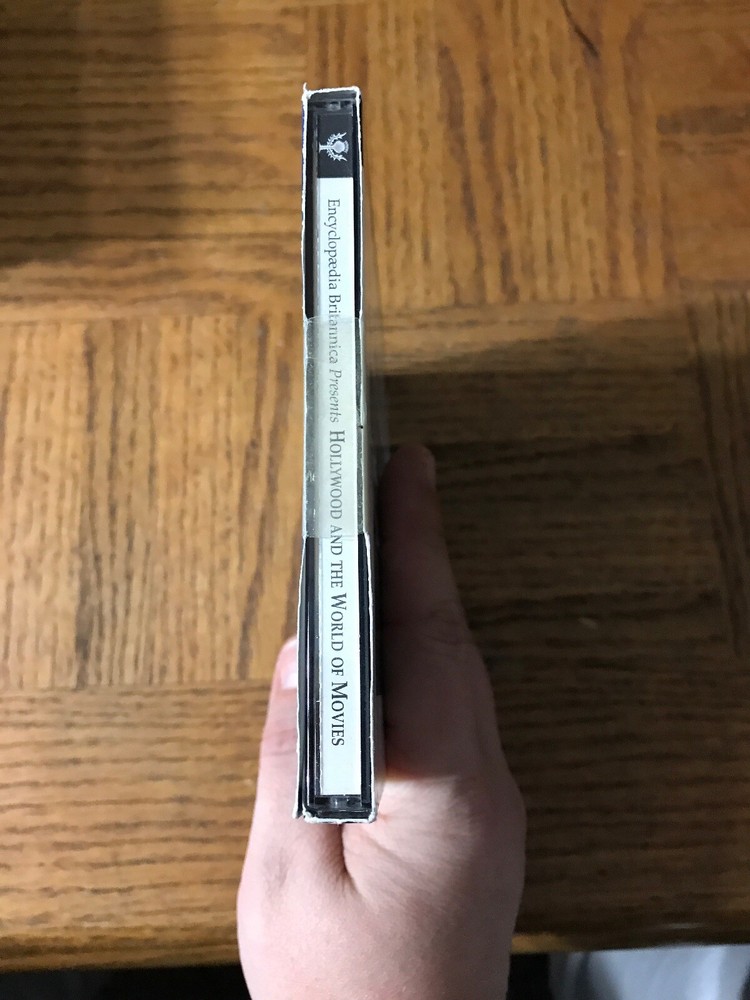 Encyclopædia Britannica Presents HOLLYWOOD AND THE WORLD OF MOVIES